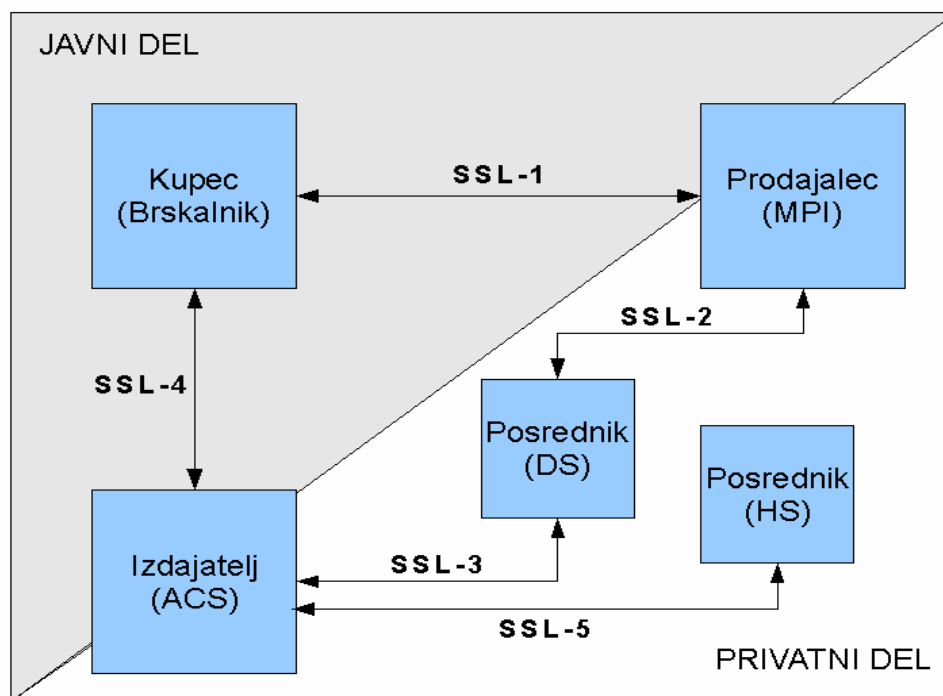 JAVNI DEL
Kupec
(Brskalnik)
SSL-1
Prodajalec
(MPI)
SSL-2
SSL-4
Posrednik
(DS)
Posrednik
(HS)
Izdajatelj
(ACS)
SSL-3
SSL-5
PRIVATNI DEL